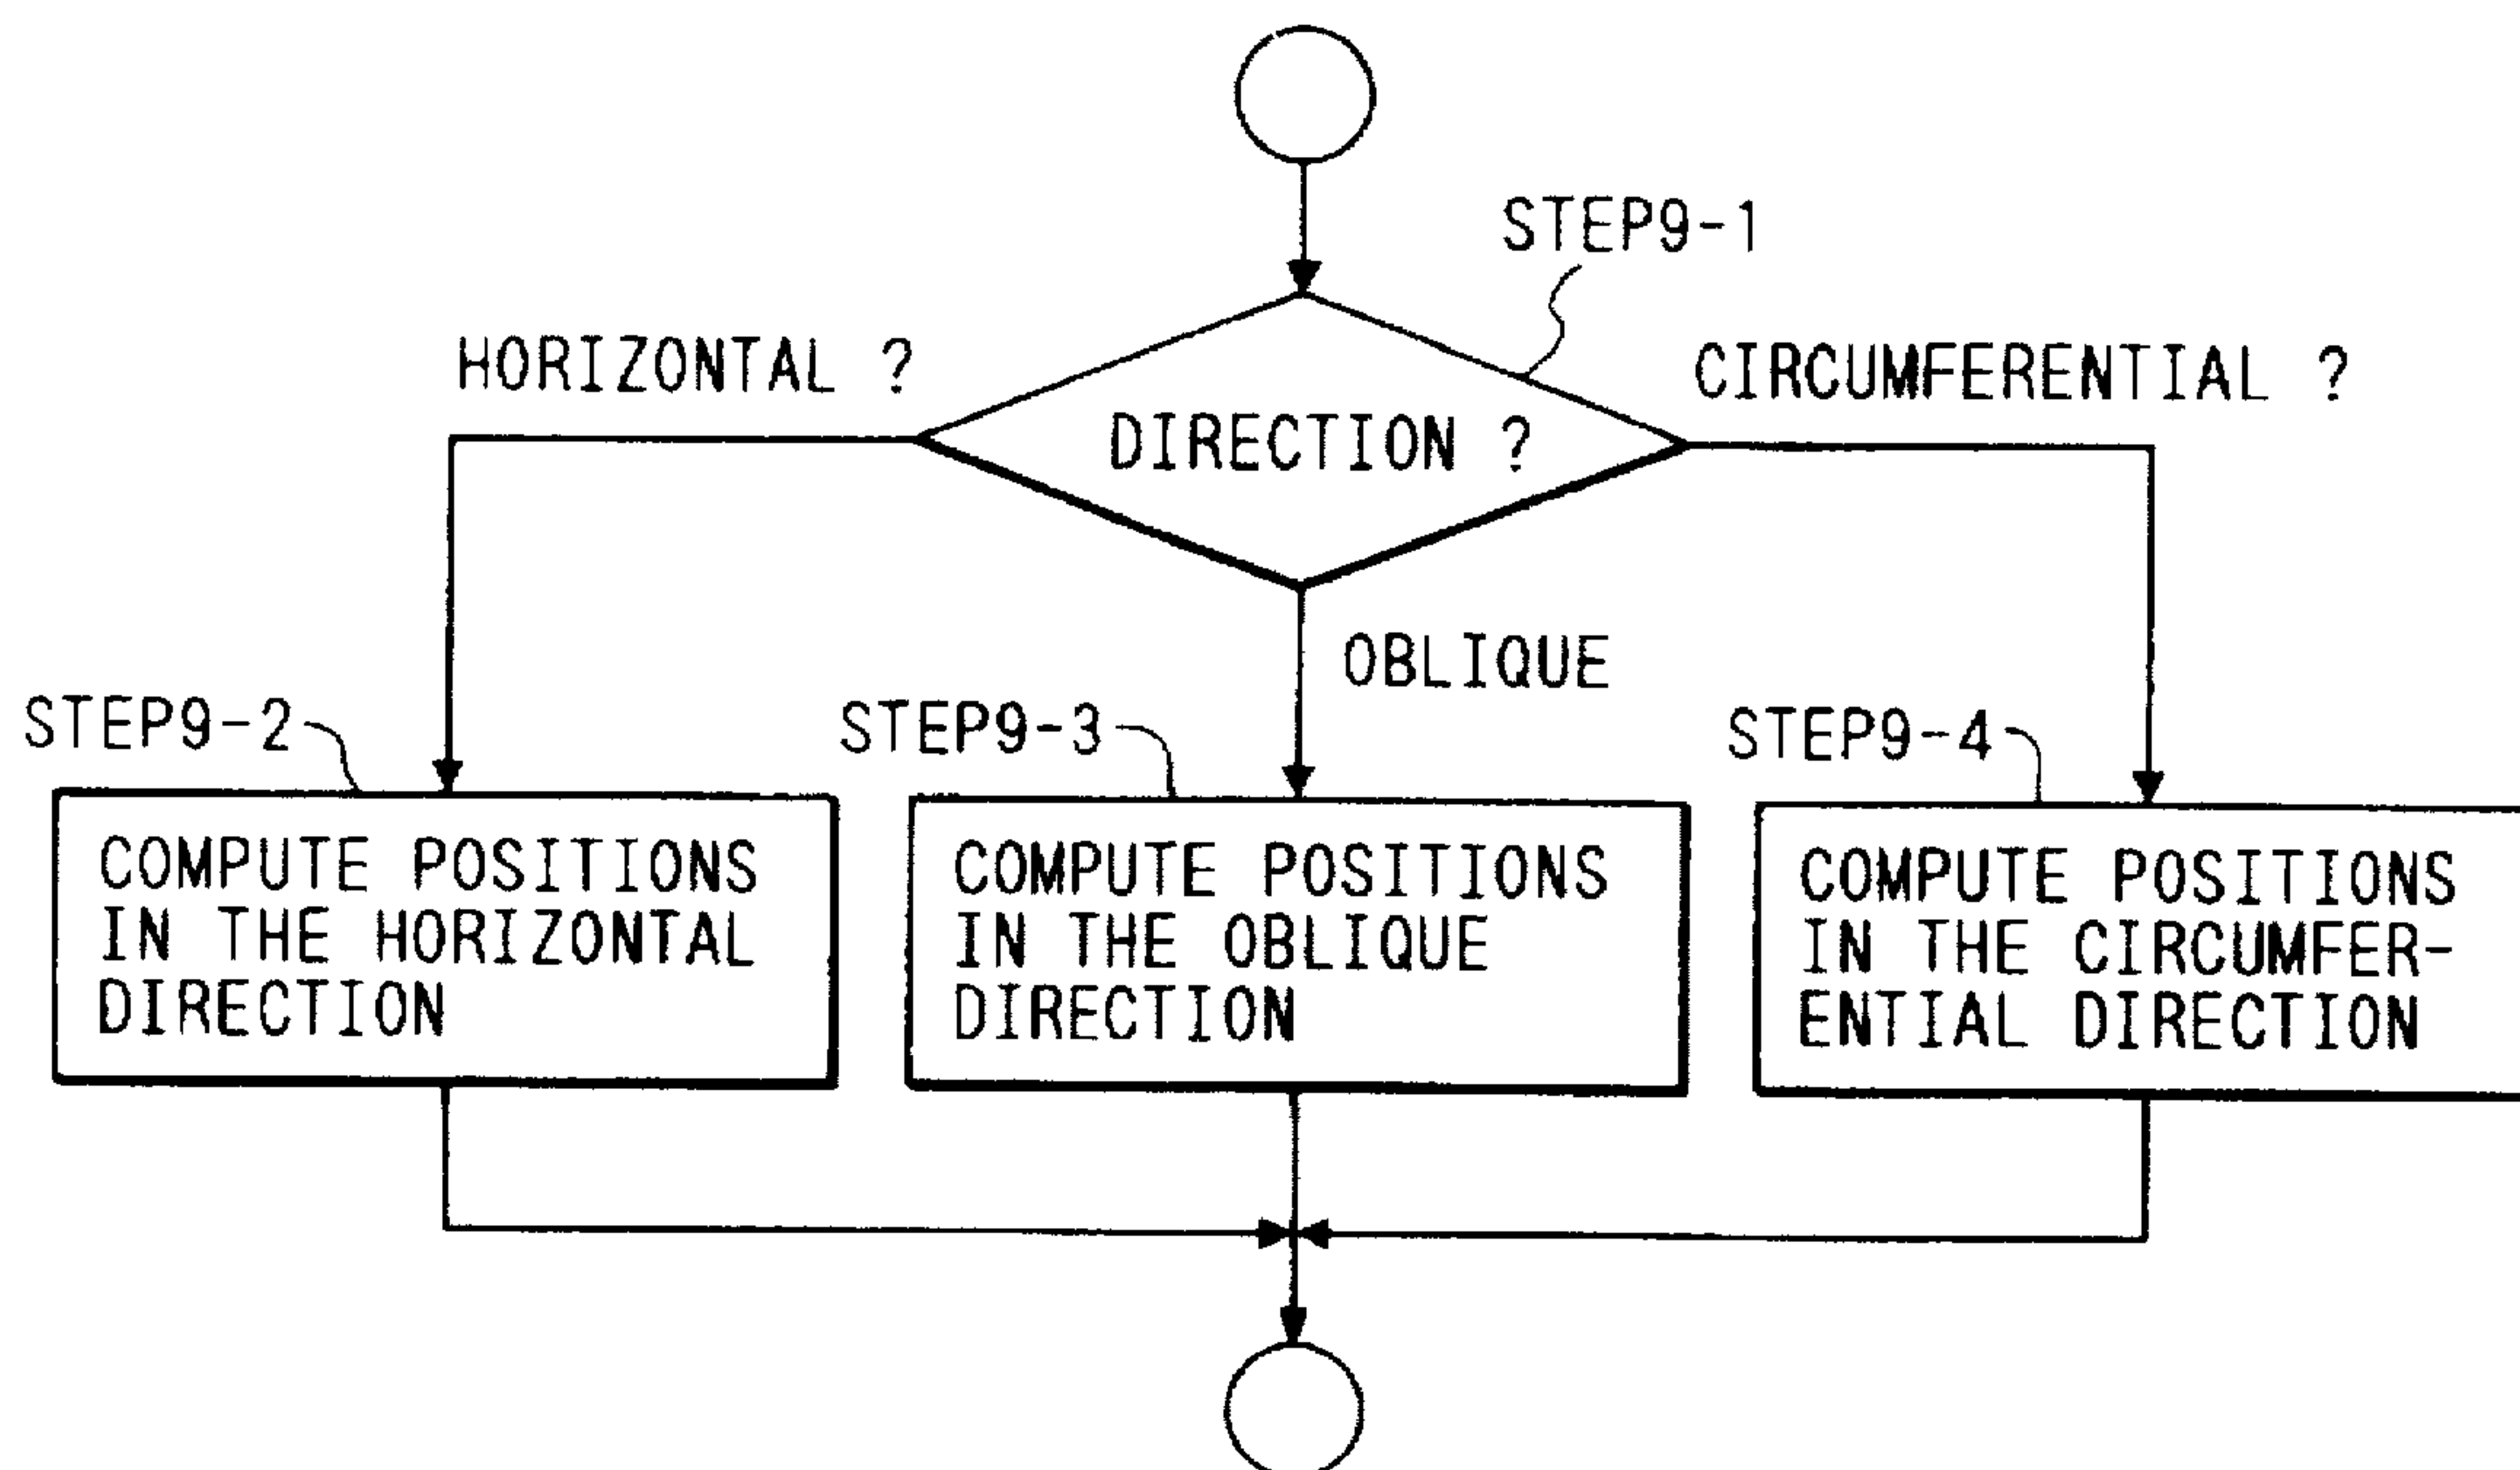 STEP9-1
HORIZONTAL ?
CIRCUMFERENTIAL ?
DIRECTION ?
OBLIQUE
STEP9-2
STEP9-3
STEP9-4
COMPUTE POSITIONS
IN THE HORIZONTAL
DIRECTION
COMPUTE POSITIONS
IN THE OBLIQUE
DIRECTION
COMPUTE POSITIONS
IN THE CIRCUMFER-
ENTIAL DIRECTION